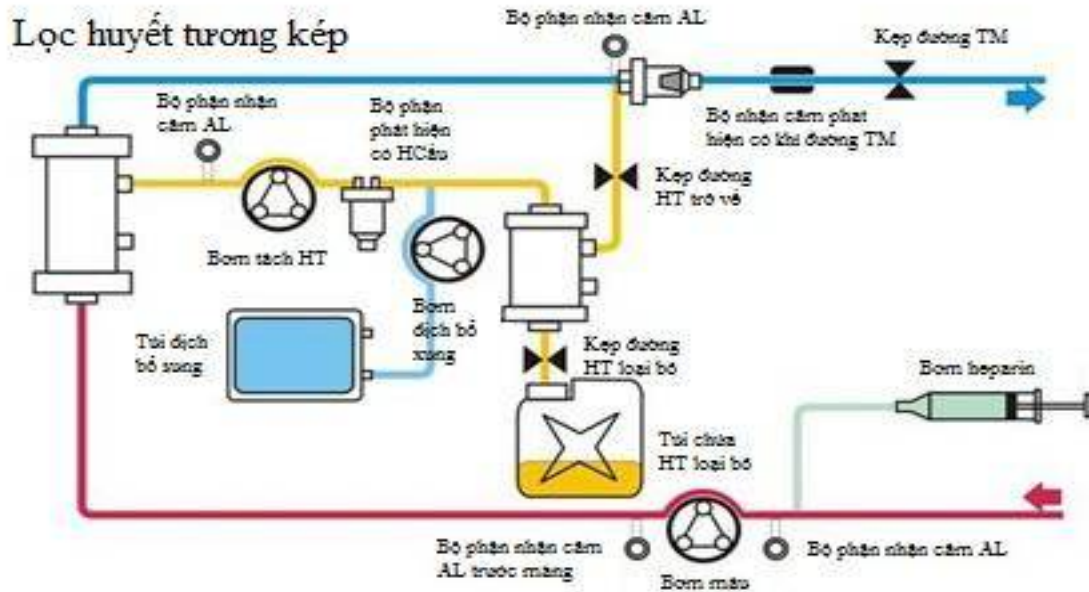 Lọc huyết tương kép
Bộ phận nhận cảm AL
Kẹp đường TM
Bộ phận nhận
cảm AL
Bộ phận
phát hiện
có HCầu
Bộ nhận cảm phát
hiện có khí đường TM
Kẹp đường
HT trở về
Bơm tách HT
Túi dịch
bổ sung
Bơm
dịch bổ
xung
Kẹp đường
HT loại bỏ
Bơm heparin
Túi chứa
HT loại bỏ
Bộ phận nhận cảm
AL trước màng
Bơm máu
Bộ phận nhận cảm AL